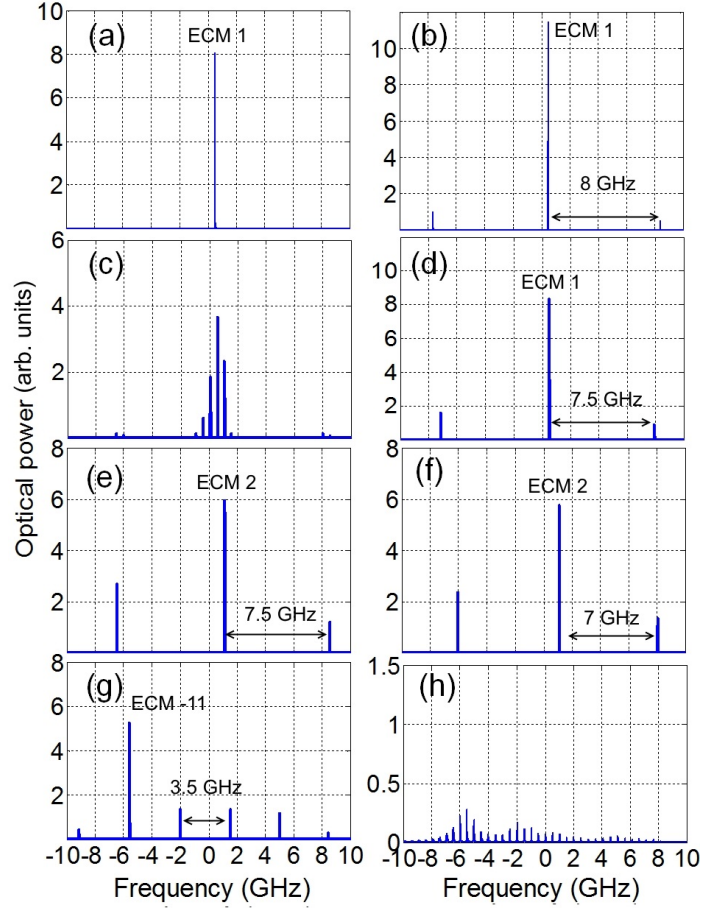 (a)
ECM 1
10
8
6
4
2
(b)
ECM 1
8 GHz
10
8
6
4
2
(c)
6
4
2
(d)
ECM 1
7.5 GHz
10
8
6
4
2
Optical power (arb. units)
(e)
ECM 2
7.5 GHz
8
6
4
2
(f)
ECM 2
7 GHz
8
6
4
2
(g)
ECM -11
3.5 GHz
8
6
4
2
0
-10 -8 -6 -4 -2 0 2 4 6 8 10
Frequency (GHz)
(h)
1.5
1
0.5
0
-10 -8 -6 -4 -2 0 2 4 6 8 10
Frequency (GHz)